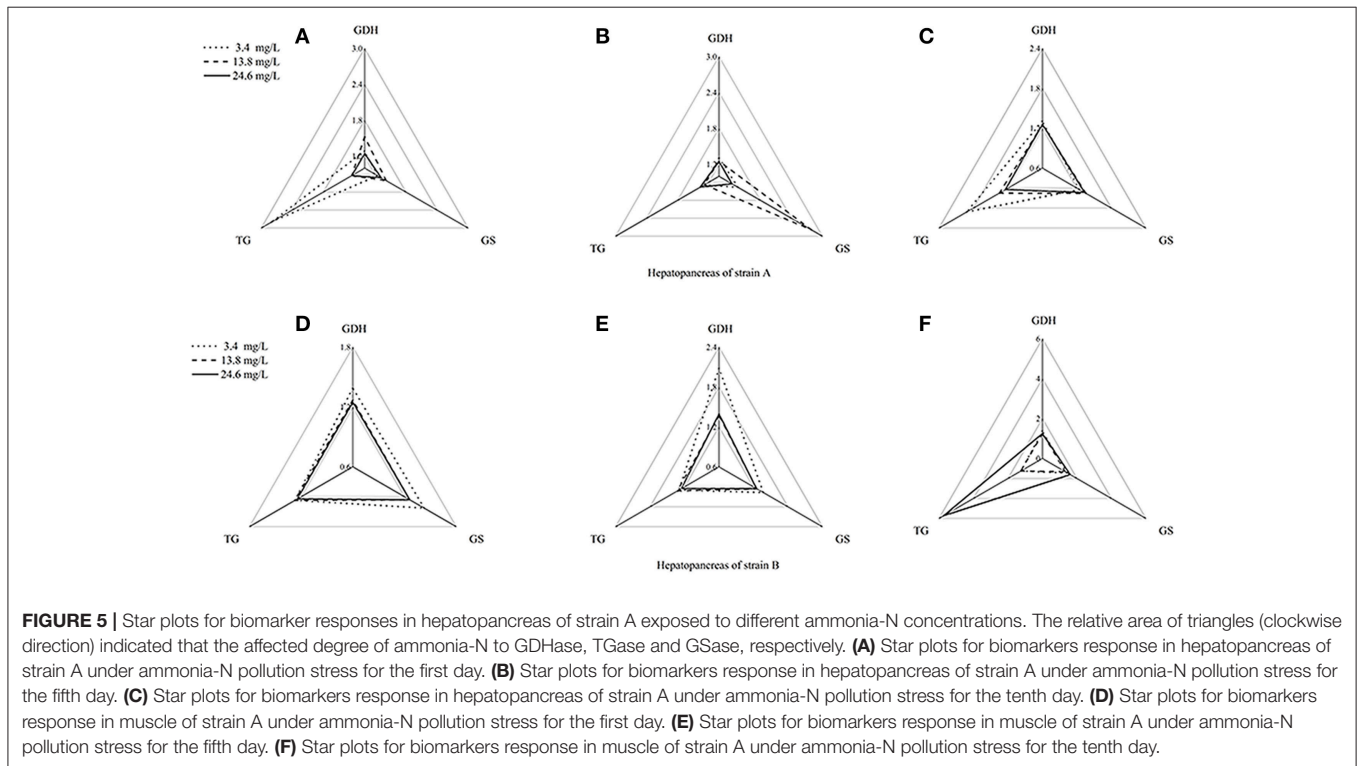 A
B
C
3.4 mg/L
13.8 mg/L
24.6 mg/L
GDH
3.0
2.4
1.8
TG
GS
GDH
3.0
2.4
1.8
1.2
TG
GS
GDH
2.4
1.8
1.2
0.6
TG
GS
Hepatopancreas of strain A
D
E
F
3.4 mg/L
13.8 mg/L
24.6 mg/L
GDH
1.8
0.6
TG
GS
GDH
2.4
1.8
1.2
0.6
TG
GS
GDH
6
4
2
0
TG
GS
Hepatopancreas of strain B
FIGURE 5 | Star plots for biomarker responses in hepatopancreas of strain A exposed to different ammonia-N concentrations. The relative area of triangles (clockwise
direction) indicated that the affected degree of ammonia-N to GDHase, TGase and GSase, respectively. (A) Star plots for biomarkers response in hepatopancreas of
strain A under ammonia-N pollution stress for the first day. (B) Star plots for biomarkers response in hepatopancreas of strain A under ammonia-N pollution stress for
the fifth day. (C) Star plots for biomarkers response in hepatopancreas of strain A under ammonia-N pollution stress for the tenth day. (D) Star plots for biomarkers
response in muscle of strain A under ammonia-N pollution stress for the first day. (E) Star plots for biomarkers response in muscle of strain A under ammonia-N
pollution stress for the fifth day. (F) Star plots for biomarkers response in muscle of strain A under ammonia-N pollution stress for the tenth day.